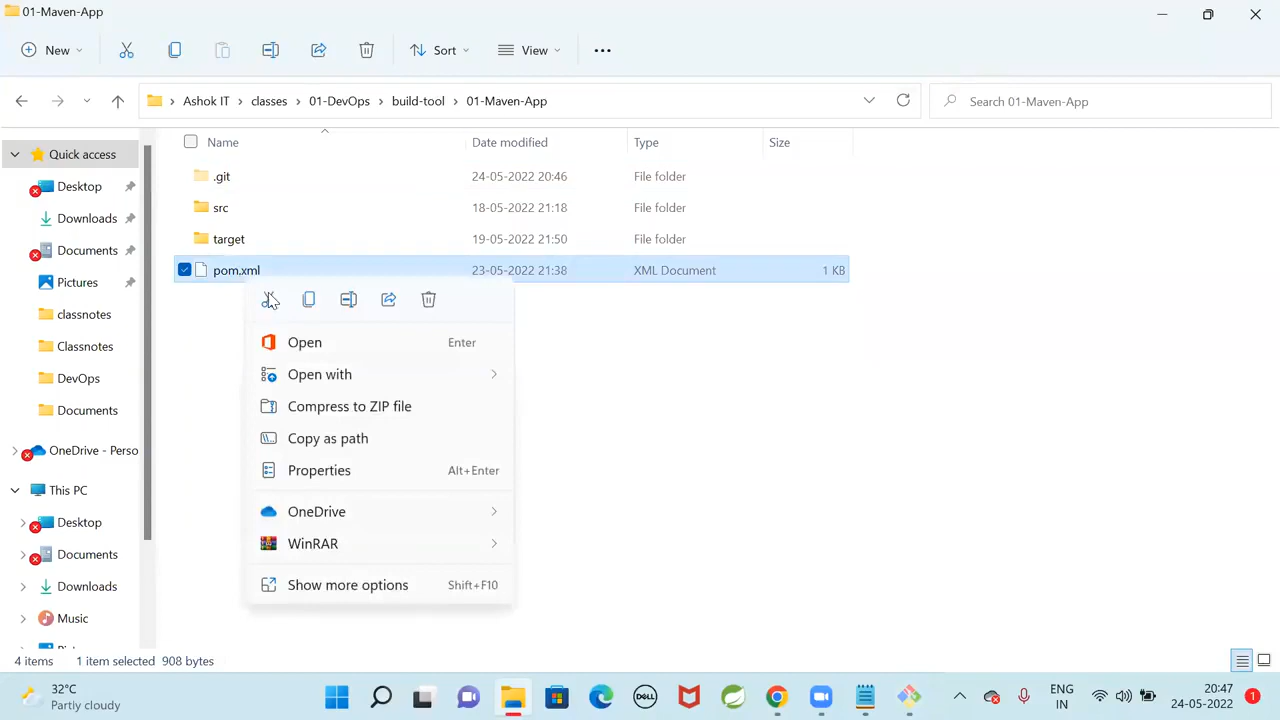 01-Maven-App
New
Sort
View
Ashok IT
classes
01-DevOps
build-tool
01-Maven-App
Search 01-Maven-App
Quick access
Desktop
Downloads
Documents
Pictures
classnotes
Classnotes
DevOps
Documents
OneDrive - Perso
This PC
Desktop
Documents
Downloads
Music
Name
Date modified
Type
Size
.git
24-05-2022 20:46
File folder
src
18-05-2022 21:18
File folder
target
19-05-2022 21:50
File folder
pom.xml
23-05-2022 21:38
XML Document
1 KB
Open
Enter
Open with
Compress to ZIP file
Copy as path
Properties
Alt+Enter
OneDrive
WinRAR
Show more options
Shift+F10
4 items
1 item selected
908 bytes
32°C
Partly cloudy
DELL
ENG
IN
20:47
24-05-2022
1